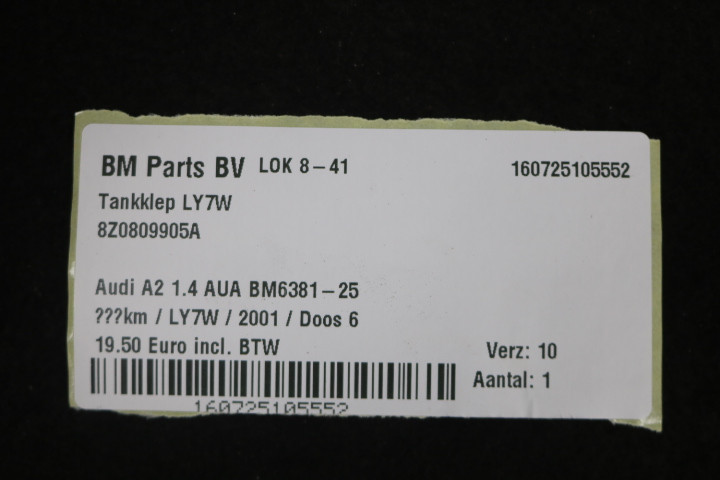 BM Parts BV LOK 8-41 160725105552
Tankklep LY7W
8Z0809905A
Audi A2 1.4 AUA BM6381-25
???km / LY7W / 2001 / Doos 6
19.50 Euro incl. BTW Verz: 10
Aantal: 1
160725105552